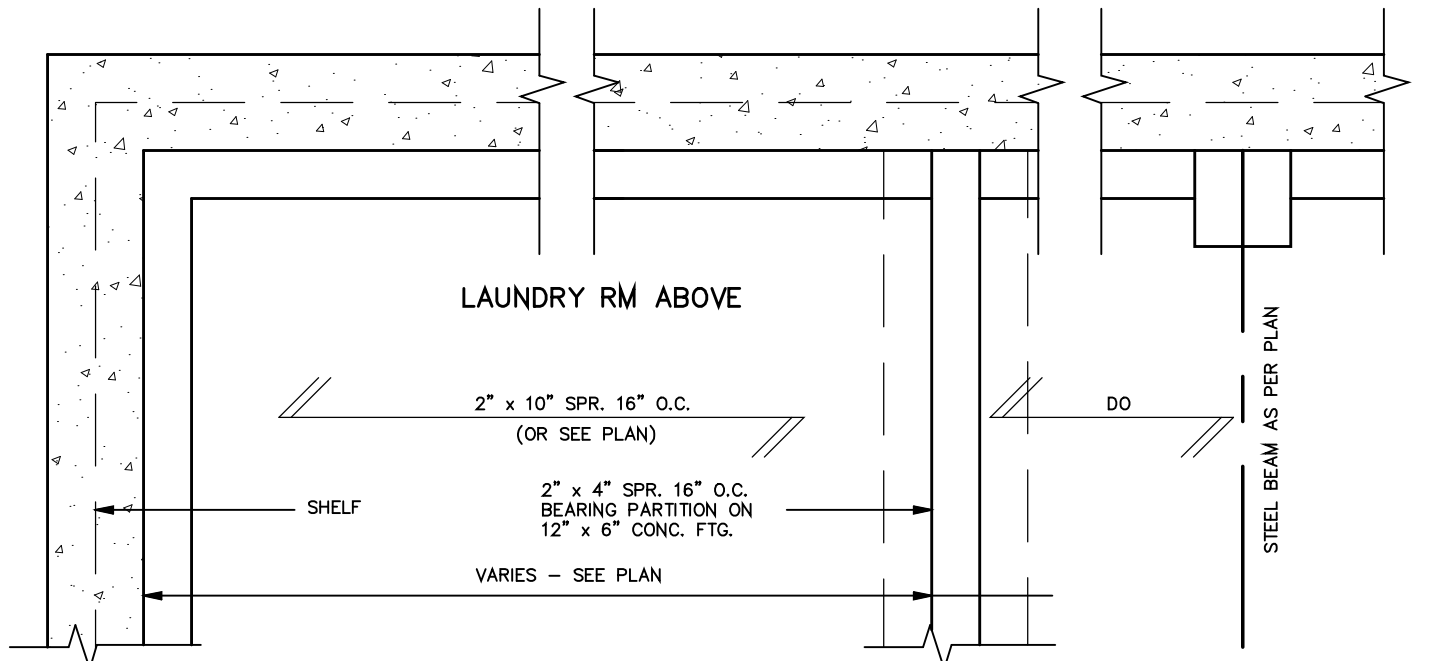 LAUNDRY RM ABOVE
2" x 10" SPR. 16" O.C.
(OR SEE PLAN)
DO
STEEL BEAM AS PER PLAN
SHELF
2" x 4" SPR. 16" O.C.
BEARING PARTITION ON
12" x 6" CONC. FTG.
VARIES – SEE PLAN